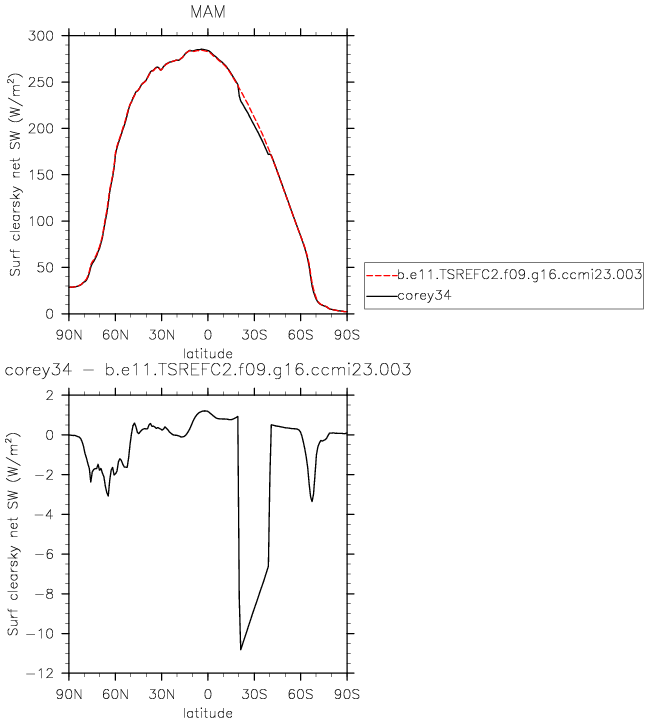 MAM
300
250
200
150
100
50
0
Surf clearsky net SW (W/m²)
90N 60N 30N 0 30S 60S 90S
latitude
b.e11.TSREFC2.f09.g16.ccmi23.003
corey34
corey34 − b.e11.TSREFC2.f09.g16.ccmi23.003
2
0
−2
−4
−6
−8
−10
−12
Surf clearsky net SW (W/m²)
90N 60N 30N 0 30S 60S 90S
latitude